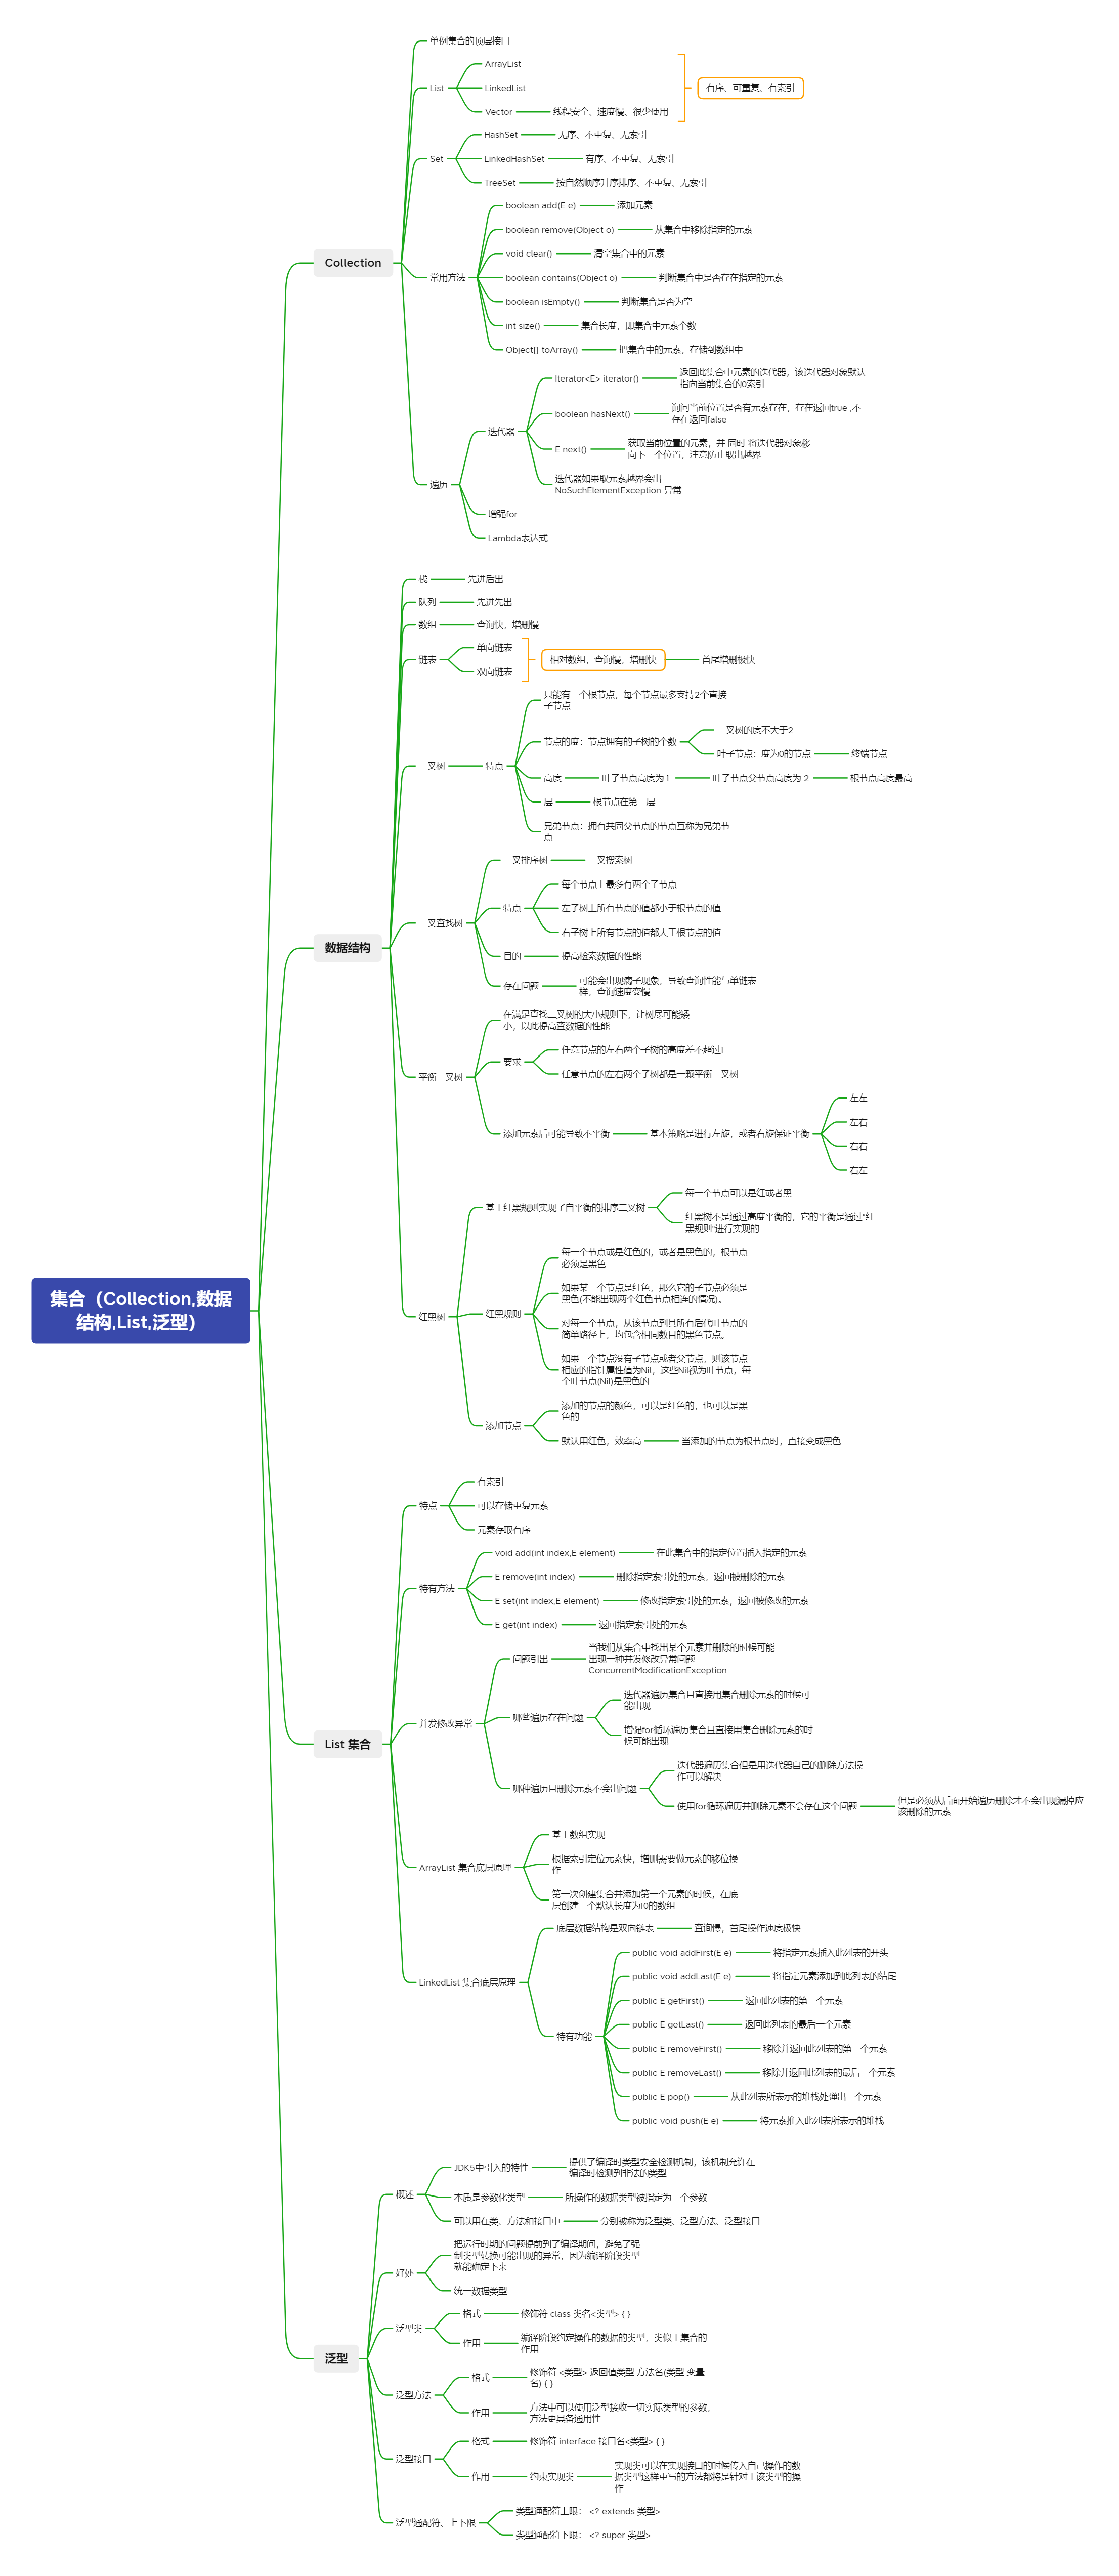 集合（Collection,数据
结构,List,泛型）
Collection
单例集合的顶层接口
List
ArrayList
LinkedList
Vector
线程安全、速度慢、很少使用
有序、可重复、有索引
Set
HashSet
无序、不重复、无索引
LinkedHashSet
有序、不重复、无索引
TreeSet
按自然顺序升序排序、不重复、无索引
常用方法
boolean add(E e)
添加元素
boolean remove(Object o)
从集合中移除指定的元素
void clear()
清空集合中的元素
boolean contains(Object o)
判断集合中是否存在指定的元素
boolean isEmpty()
判断集合是否为空
int size()
集合长度，即集合中元素个数
Object[] toArray()
把集合中的元素，存储到数组中
遍历
迭代器
Iterator<E> iterator()
返回此集合中元素的迭代器，该迭代器对象默认
指向当前集合的0索引
boolean hasNext()
询问当前位置是否有元素存在，存在返回true ,不
存在返回false
E next()
获取当前位置的元素，并 同时 将迭代器对象移
向下一个位置，注意防止取出越界
迭代器如果取元素越界会出
NoSuchElementException 异常
增强for
Lambda表达式
数据结构
栈
先进后出
队列
先进先出
数组
查询快，增删慢
链表
单向链表
双向链表
相对数组，查询慢，增删快
首尾增删极快
二叉树
特点
只能有一个根节点，每个节点最多支持2个直接
子节点
节点的度：节点拥有的子树的个数
二叉树的度不大于2
叶子节点：度为0的节点
终端节点
高度
叶子节点高度为 1
叶子节点父节点高度为 2
根节点高度最高
层
根节点在第一层
兄弟节点：拥有共同父节点的节点互称为兄弟节
点
二叉查找树
二叉排序树
二叉搜索树
特点
每个节点上最多有两个子节点
左子树上所有节点的值都小于根节点的值
右子树上所有节点的值都大于根节点的值
目的
提高检索数据的性能
存在问题
可能会出现瘸子现象，导致查询性能与单链表一
样，查询速度变慢
平衡二叉树
在满足查找二叉树的大小规则下，让树尽可能矮
小，以此提高查数据的性能
要求
任意节点的左右两个子树的高度差不超过1
任意节点的左右两个子树都是一颗平衡二叉树
添加元素后可能导致不平衡
基本策略是进行左旋，或者右旋保证平衡
左左
左右
右右
右左
红黑树
基于红黑规则实现了自平衡的排序二叉树
每一个节点可以是红或者黑
红黑树不是通过高度平衡的，它的平衡是通过“红
黑规则”进行实现的
红黑规则
每一个节点或是红色的，或者是黑色的，根节点
必须是黑色
如果某一个节点是红色，那么它的子节点必须是
黑色(不能出现两个红色节点相连的情况)。
对每一个节点，从该节点到其所有后代叶节点的
简单路径上，均包含相同数目的黑色节点。
如果一个节点没有子节点或者父节点，则该节点
相应的指针属性值为Nil，这些Nil视为叶节点，每
个叶节点(Nil)是黑色的
添加节点
添加的节点的颜色，可以是红色的，也可以是黑
色的
默认用红色，效率高
当添加的节点为根节点时，直接变成黑色
List 集合
特点
有索引
可以存储重复元素
元素存取有序
特有方法
void add(int index,E element)
在此集合中的指定位置插入指定的元素
E remove(int index)
删除指定索引处的元素，返回被删除的元素
E set(int index,E element)
修改指定索引处的元素，返回被修改的元素
E get(int index)
返回指定索引处的元素
并发修改异常
问题引出
当我们从集合中找出某个元素并删除的时候可能
出现一种并发修改异常问题
ConcurrentModificationException
哪些遍历存在问题
迭代器遍历集合且直接用集合删除元素的时候可
能出现
增强for循环遍历集合且直接用集合删除元素的时
候可能出现
哪种遍历且删除元素不会出问题
迭代器遍历集合但是用迭代器自己的删除方法操
作可以解决
使用for循环遍历并删除元素不会存在这个问题
但是必须从后面开始遍历删除才不会出现漏掉应
该删除的元素
ArrayList 集合底层原理
基于数组实现
根据索引定位元素快，增删需要做元素的移位操
作
第一次创建集合并添加第一个元素的时候，在底
层创建一个默认长度为10的数组
LinkedList 集合底层原理
底层数据结构是双向链表
查询慢，首尾操作速度极快
特有功能
public void addFirst(E e)
将指定元素插入此列表的开头
public void addLast(E e)
将指定元素添加到此列表的结尾
public E getFirst()
返回此列表的第一个元素
public E getLast()
返回此列表的最后一个元素
public E removeFirst()
移除并返回此列表的第一个元素
public E removeLast()
移除并返回此列表的最后一个元素
public E pop()
从此列表所表示的堆栈处弹出一个元素
public void push(E e)
将元素推入此列表所表示的堆栈
泛型
概述
JDK5中引入的特性
提供了编译时类型安全检测机制，该机制允许在
编译时检测到非法的类型
本质是参数化类型
所操作的数据类型被指定为一个参数
可以用在类、方法和接口中
分别被称为泛型类、泛型方法、泛型接口
好处
把运行时期的问题提前到了编译期间，避免了强
制类型转换可能出现的异常，因为编译阶段类型
就能确定下来
统一数据类型
泛型类
格式
修饰符 class 类名<类型> { }
作用
编译阶段约定操作的数据的类型，类似于集合的
作用
泛型方法
格式
修饰符 <类型> 返回值类型 方法名(类型 变量
名) { }
作用
方法中可以使用泛型接收一切实际类型的参数，
方法更具备通用性
泛型接口
格式
修饰符 interface 接口名<类型> { }
作用
约束实现类
实现类可以在实现接口的时候传入自己操作的数
据类型这样重写的方法都将是针对于该类型的操
作
泛型通配符、上下限
类型通配符上限： <? extends 类型>
类型通配符下限： <? super 类型>